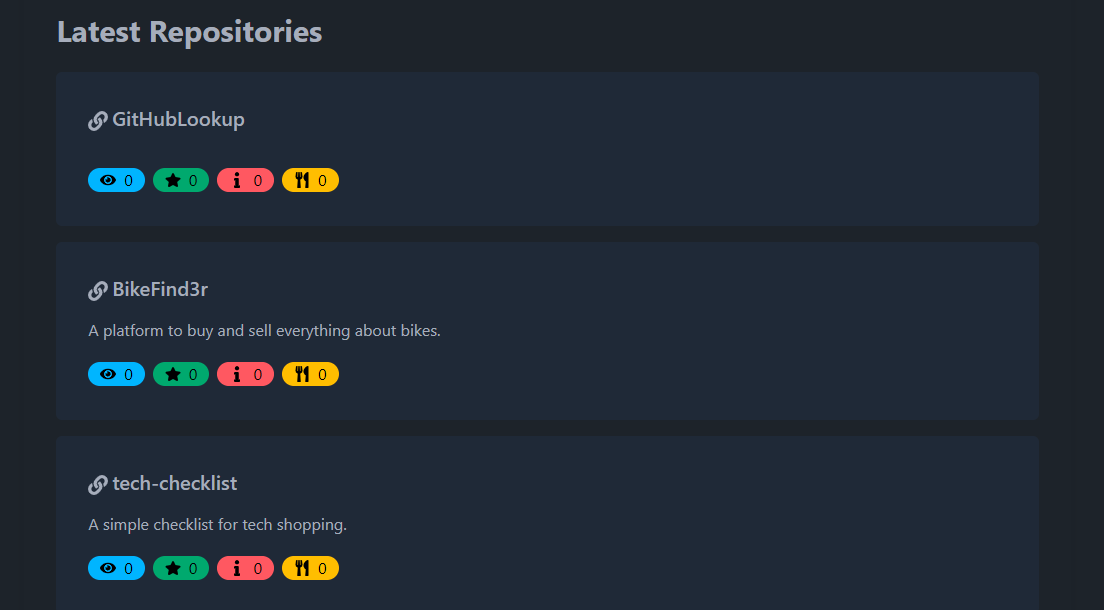 Latest Repositories
GitHubLookup
0 0 0 0
BikeFind3r
A platform to buy and sell everything about bikes.
0 0 0 0
tech-checklist
A simple checklist for tech shopping.
0 0 0 0